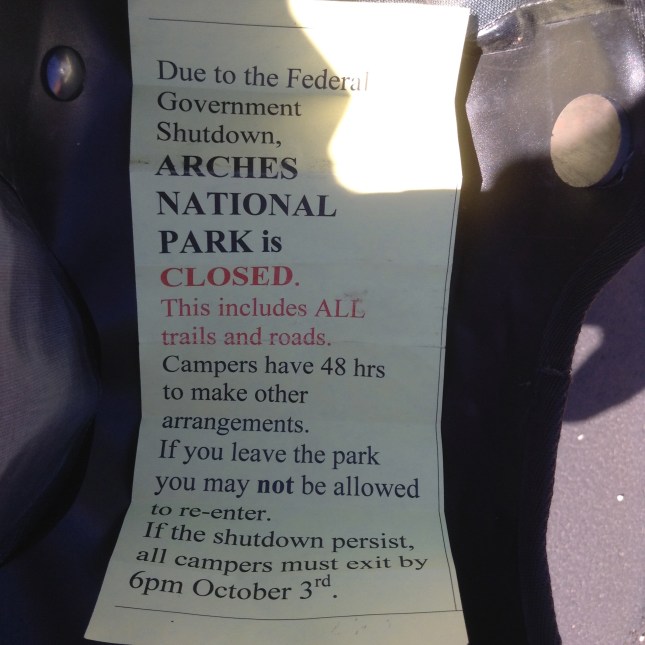 Due to the Federal
Government
Shutdown,
ARCHES
NATIONAL
PARK is
CLOSED.
This includes ALL
trails and roads.
Campers have 48 hrs
to make other
arrangements.
If you leave the park
you may not be allowed
to re-enter.
If the shutdown persist,
all campers must exit by
6pm October 3rd.